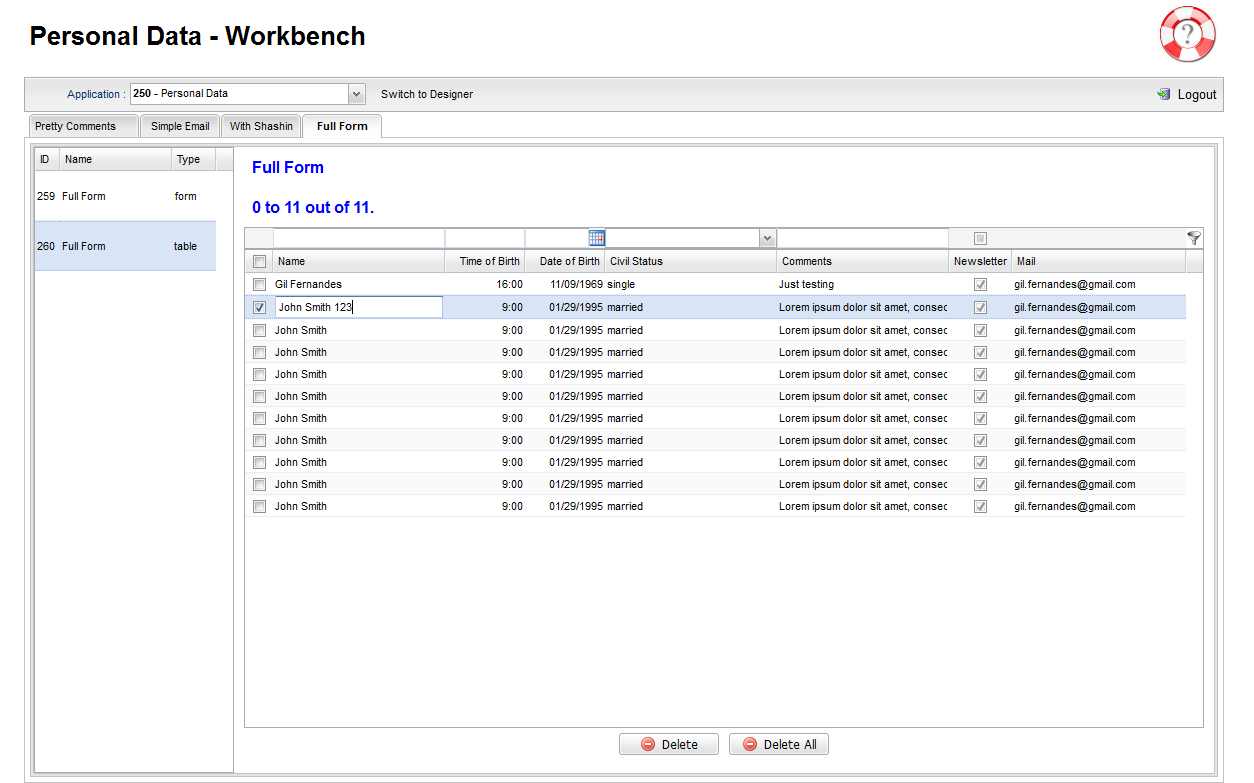 Personal Data - Workbench
?
Application : 250 - Personal Data Switch to Designer Logout
Pretty Comments Simple Email With Shashin Full Form
ID Name Type
259 Full Form form
260 Full Form table
Full Form
0 to 11 out of 11.
Name Time of Birth Date of Birth Civil Status Comments Newsletter Mail
Gil Fernandes 16:00 11/09/1969 single Just testing gil.fernandes@gmail.com
John Smith 123 9:00 01/29/1995 married Lorem ipsum dolor sit amet, consec gil.fernandes@gmail.com
John Smith 9:00 01/29/1995 married Lorem ipsum dolor sit amet, consec gil.fernandes@gmail.com
John Smith 9:00 01/29/1995 married Lorem ipsum dolor sit amet, consec gil.fernandes@gmail.com
John Smith 9:00 01/29/1995 married Lorem ipsum dolor sit amet, consec gil.fernandes@gmail.com
John Smith 9:00 01/29/1995 married Lorem ipsum dolor sit amet, consec gil.fernandes@gmail.com
John Smith 9:00 01/29/1995 married Lorem ipsum dolor sit amet, consec gil.fernandes@gmail.com
John Smith 9:00 01/29/1995 married Lorem ipsum dolor sit amet, consec gil.fernandes@gmail.com
John Smith 9:00 01/29/1995 married Lorem ipsum dolor sit amet, consec gil.fernandes@gmail.com
John Smith 9:00 01/29/1995 married Lorem ipsum dolor sit amet, consec gil.fernandes@gmail.com
John Smith 9:00 01/29/1995 married Lorem ipsum dolor sit amet, consec gil.fernandes@gmail.com
Delete Delete All